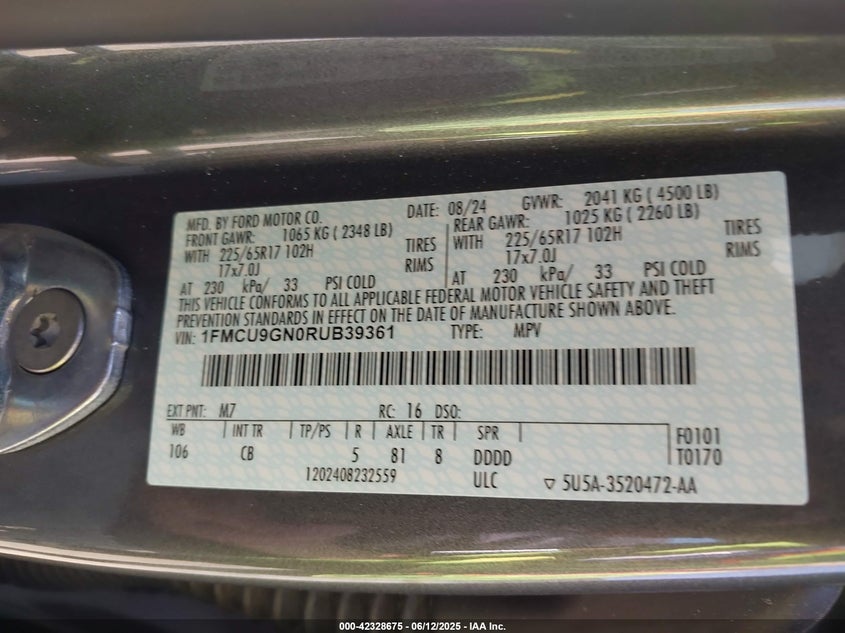 MFD. BY FORD MOTOR CO. DATE: 08/24 GVWR: 2041 KG ( 4500 LB)
FRONT GAWR: 1065 KG ( 2348 LB) REAR GAWR: 1025 KG ( 2260 LB)
WITH 225/65R17 102H TIRES WITH 225/65R17 102H TIRES
17x7.0J RIMS 17x7.0J RIMS
AT 230 kPa/ 33 PSI COLD AT 230 kPa/ 33 PSI COLD
THIS VEHICLE CONFORMS TO ALL APPLICABLE FEDERAL MOTOR VEHICLE SAFETY AND THEFT
PREVENTION STANDARDS IN EFFECT ON THE DATE OF MANUFACTURE SHOWN ABOVE.
VIN: 1FMCU9GN0RUB39361 TYPE: MPV
EXT PNT: M7 RC: 16 DSO:
WB INT TR TP/PS R AXLE TR SPR F0101
106 CB 5 81 8 DDDD T0170
1202408232559 ULC ▽ 5U5A-3520472-AA
000-42328675 - 06/12/2025 - IAA Inc.